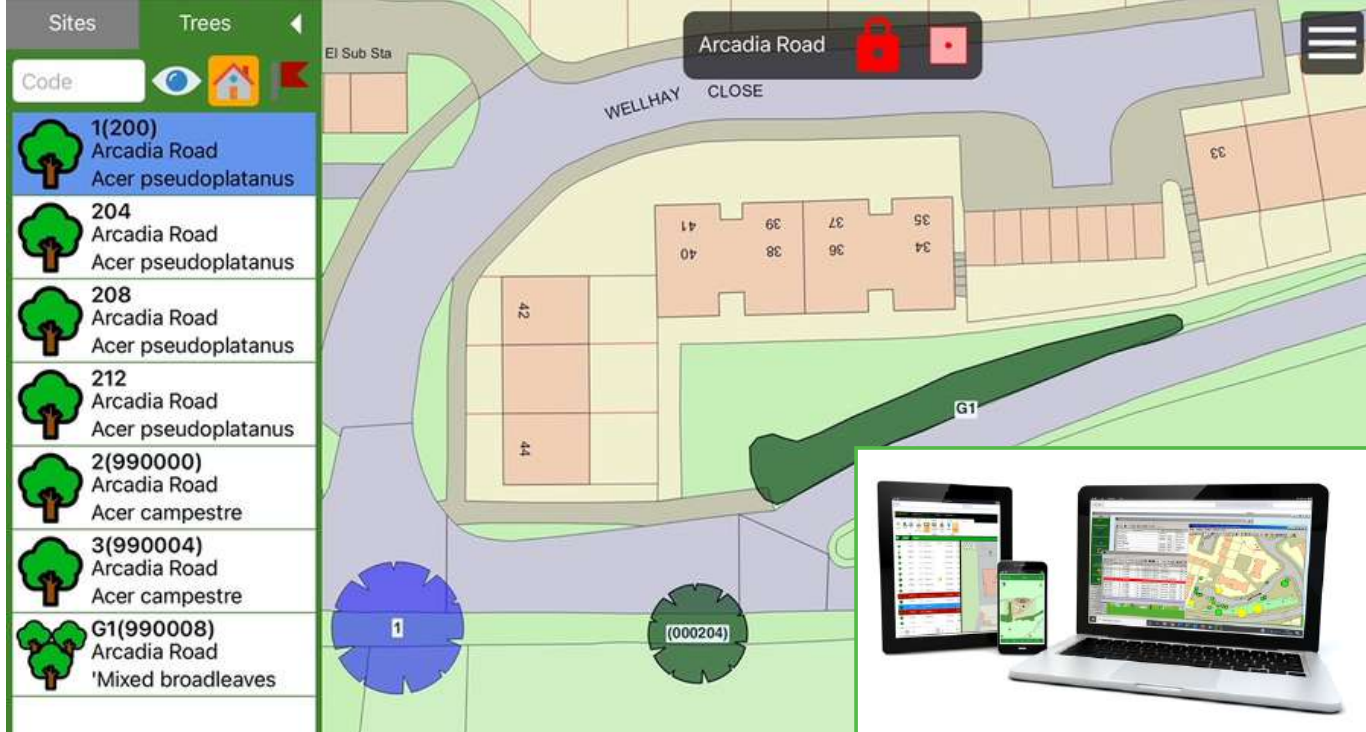 Sites
Trees
Code
1(200)
Arcadia Road
Acer pseudoplatanus
204
Arcadia Road
Acer pseudoplatanus
208
Arcadia Road
Acer pseudoplatanus
212
Arcadia Road
Acer pseudoplatanus
2(990000)
Arcadia Road
Acer campestre
3(990004)
Arcadia Road
Acer campestre
G1(990008)
Arcadia Road
'Mixed broadleaves
El Sub Sta
Arcadia Road
WELLHAY CLOSE
33
41
39
37
35
40
38
36
34
42
44
G1
1
(000204)